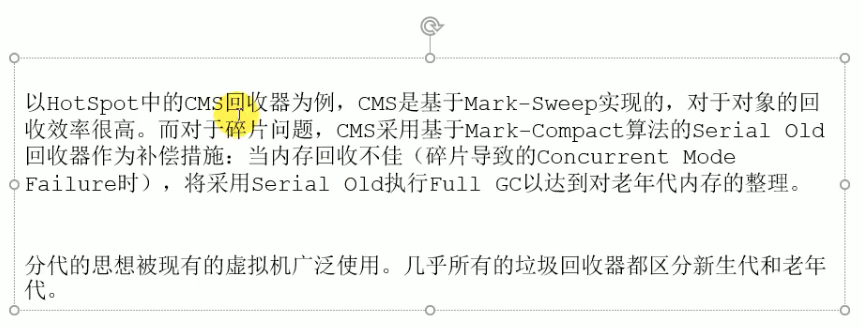 以HotSpot中的CMS回收器为例，CMS是基于Mark-Sweep实现的，对于对象的回
收效率很高。而对于碎片问题，CMS采用基于Mark-Compact算法的Serial Old
回收器作为补偿措施：当内存回收不佳（碎片导致的Concurrent Mode
Failure时），将采用Serial Old执行Full GC以达到对老年代内存的整理。
分代的思想被现有的虚拟机广泛使用。几乎所有的垃圾回收器都区分新生代和老年
代。